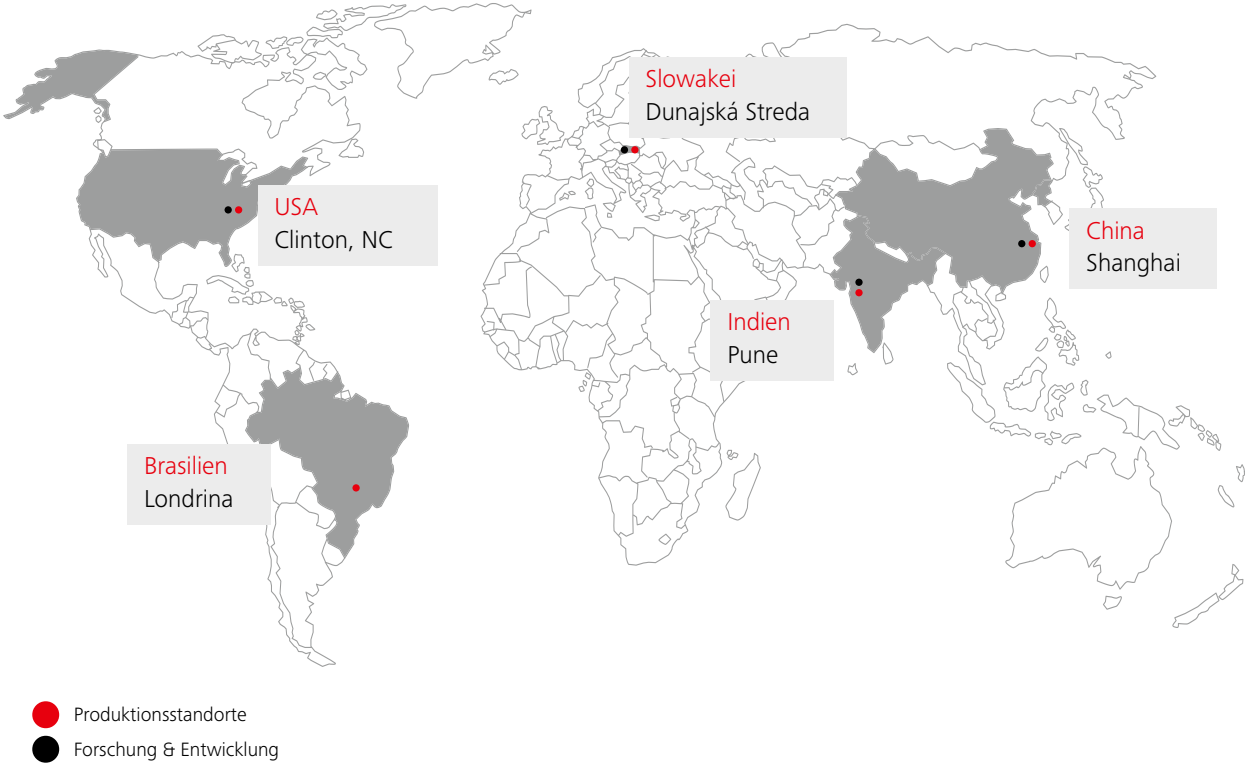 Slowakei
Dunajská Streda
USA
Clinton, NC
China
Shanghai
Indien
Pune
Brasilien
Londrina
Produktionsstandorte
Forschung & Entwicklung